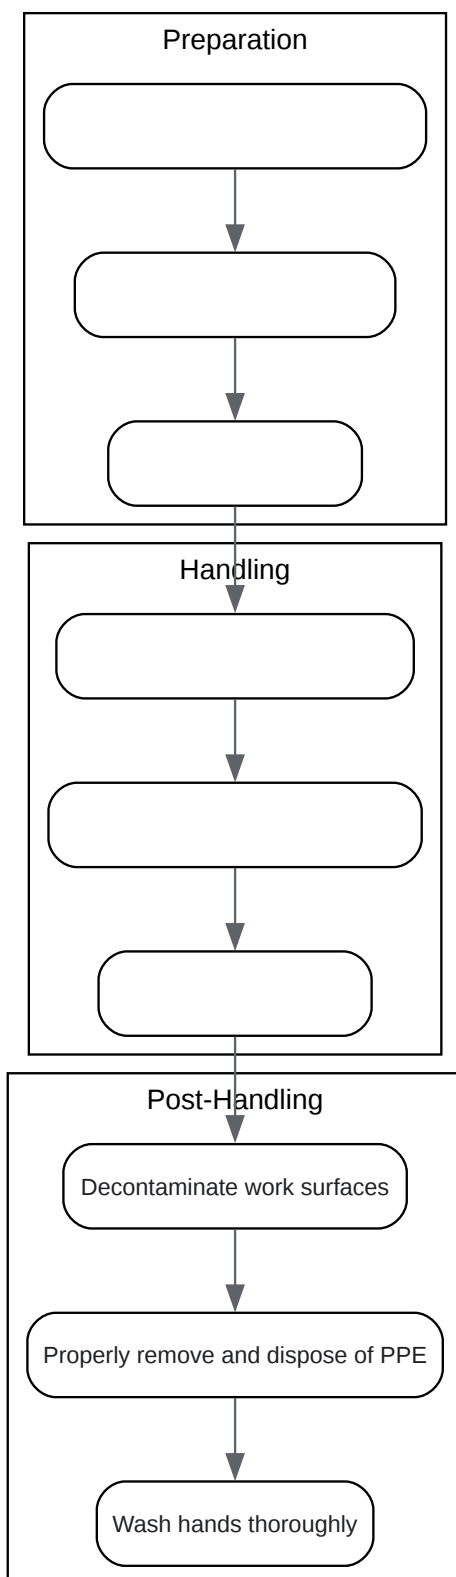 Preparation
Handling
Post-Handling
Decontaminate work surfaces
Properly remove and dispose of PPE
Wash hands thoroughly